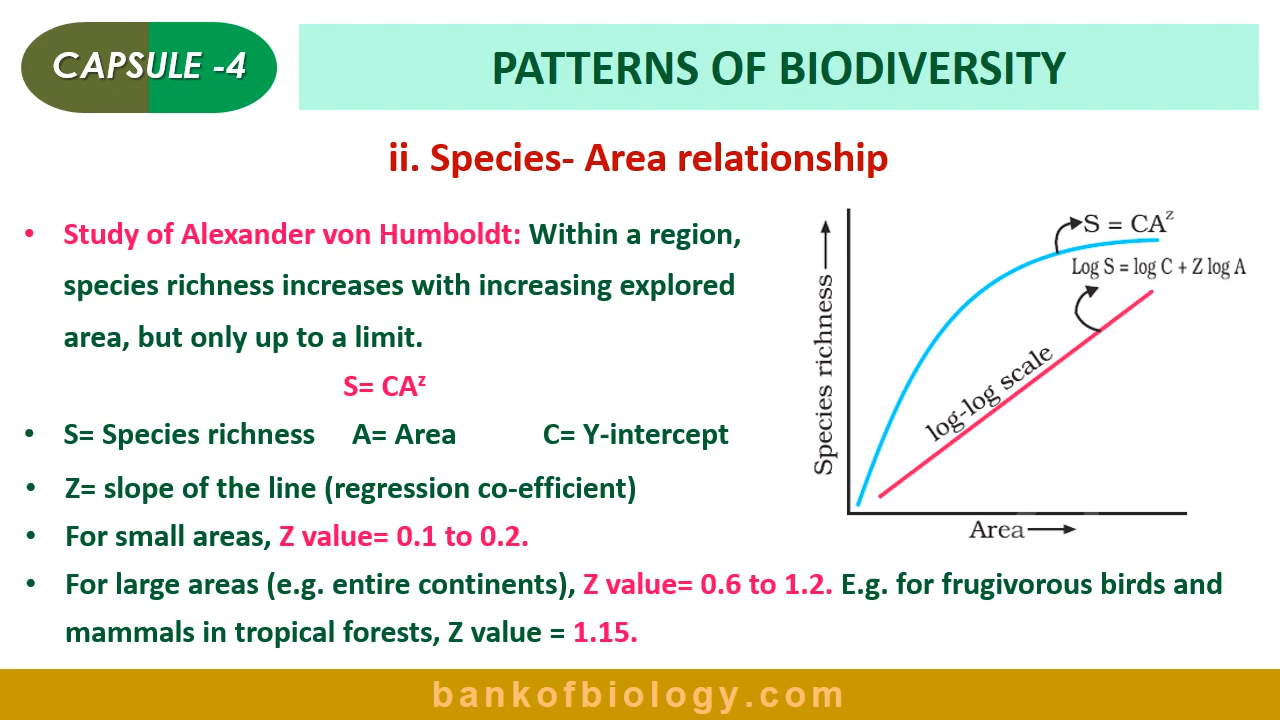 CAPSULE -4
PATTERNS OF BIODIVERSITY
ii. Species- Area relationship
• Study of Alexander von Humboldt: Within a region,
species richness increases with increasing explored
area, but only up to a limit.
S= CAᶻ
• S= Species richness A= Area C= Y-intercept
• Z= slope of the line (regression co-efficient)
• For small areas, Z value= 0.1 to 0.2.
• For large areas (e.g. entire continents), Z value= 0.6 to 1.2. E.g. for frugivorous birds and
mammals in tropical forests, Z value = 1.15.
Species richness →
S = CAᶻ
Log S = log C + Z log A
log-log scale
Area →
bankofbiology.com